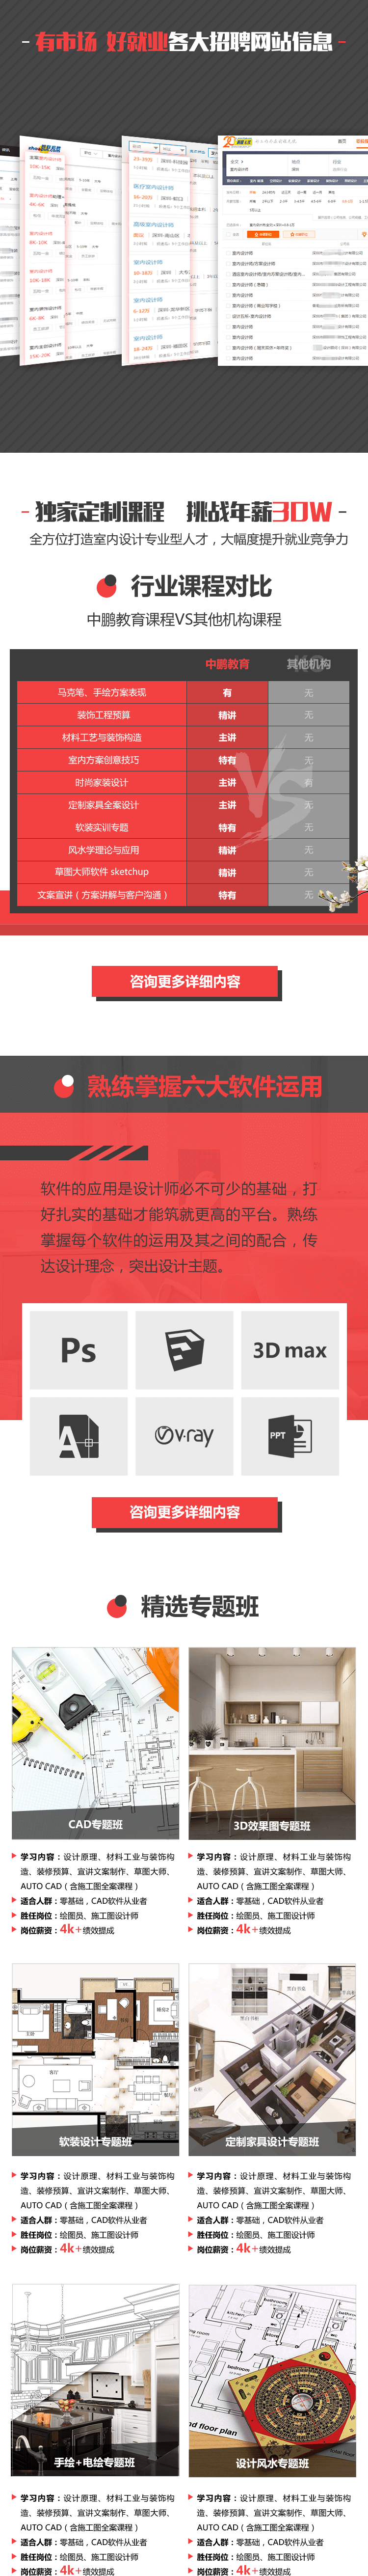 有市场 好就业各大招聘网站信息
独家定制课程 挑战年薪30W
全方位打造室内设计专业型人才，大幅度提升就业竞争力
行业课程对比
中鹏教育课程VS其他机构课程
中鹏教育 其他机构
马克笔、手绘方案表现 有 无
装饰工程预算 精讲 无
材料工艺与装饰构造 主讲 无
室内方案创意技巧 特有 无
时尚家装设计 主讲 有
定制家具全案设计 主讲 无
软装实训专题 特有 无
风水学理论与应用 精讲 无
草图大师软件 sketchup 精讲 无
文案宣讲（方案讲解与客户沟通） 特有 无
VS
咨询更多详细内容
熟练掌握六大软件运用
软件的应用是设计师必不可少的基础，打
好扎实的基础才能筑就更高的平台。熟练
掌握每个软件的运用及其之间的配合，传
达设计理念，突出设计主题。
Ps
3D max
A
v·ray
PPT
咨询更多详细内容
精选专题班
CAD专题班
学习内容：设计原理、材料工业与装饰构
造、装修预算、宣讲文案制作、草图大师、
AUTO CAD（含施工图全案课程）
适合人群：零基础，CAD软件从业者
胜任岗位：绘图员、施工图设计师
岗位薪资：4k+绩效提成
3D效果图专题班
学习内容：设计原理、材料工业与装饰构
造、装修预算、宣讲文案制作、草图大师、
AUTO CAD（含施工图全案课程）
适合人群：零基础，CAD软件从业者
胜任岗位：绘图员、施工图设计师
岗位薪资：4k+绩效提成
软装设计专题班
学习内容：设计原理、材料工业与装饰构
造、装修预算、宣讲文案制作、草图大师、
AUTO CAD（含施工图全案课程）
适合人群：零基础，CAD软件从业者
胜任岗位：绘图员、施工图设计师
岗位薪资：4k+绩效提成
定制家具设计专题班
学习内容：设计原理、材料工业与装饰构
造、装修预算、宣讲文案制作、草图大师、
AUTO CAD（含施工图全案课程）
适合人群：零基础，CAD软件从业者
胜任岗位：绘图员、施工图设计师
岗位薪资：4k+绩效提成
手绘+电绘专题班
学习内容：设计原理、材料工业与装饰构
造、装修预算、宣讲文案制作、草图大师、
AUTO CAD（含施工图全案课程）
适合人群：零基础，CAD软件从业者
胜任岗位：绘图员、施工图设计师
岗位薪资：4k+绩效提成
设计风水专题班
学习内容：设计原理、材料工业与装饰构
造、装修预算、宣讲文案制作、草图大师、
AUTO CAD（含施工图全案课程）
适合人群：零基础，CAD软件从业者
胜任岗位：绘图员、施工图设计师
岗位薪资：4k+绩效提成